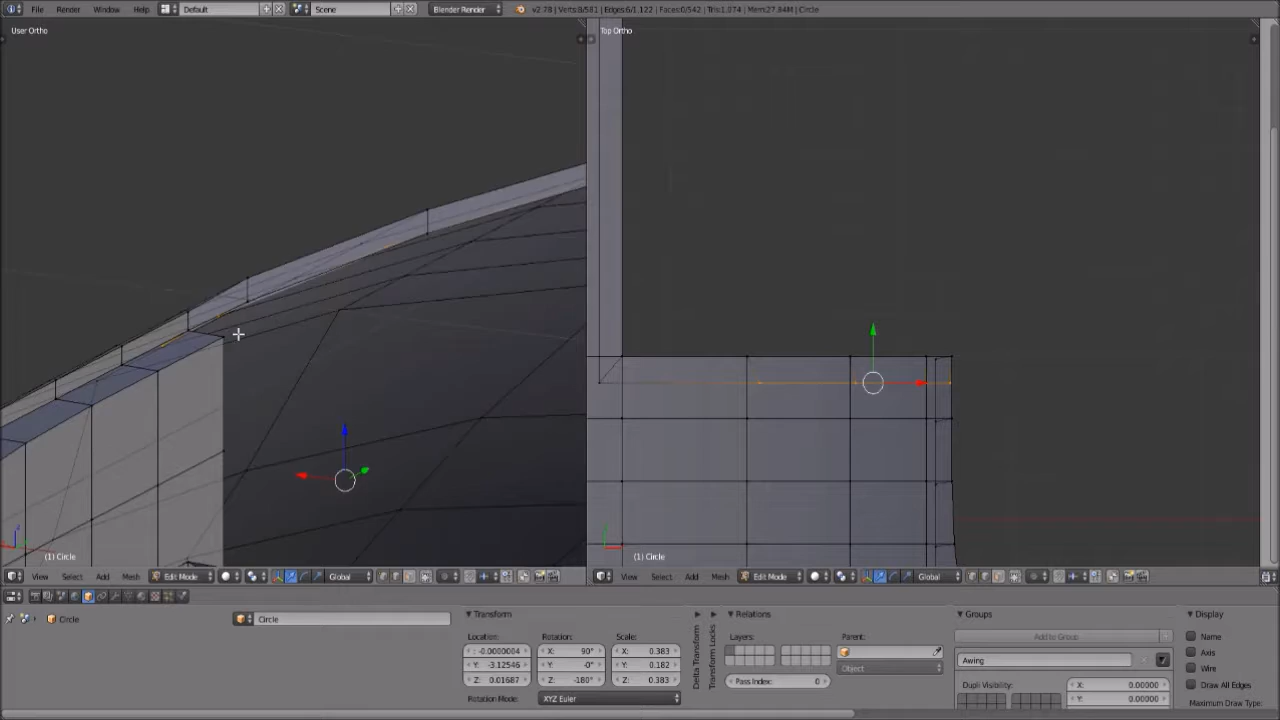 File Render Window Help Default Scene Blender Render v2.78 | Verts:8/581 | Edges:6/1,122 | Faces:0/542 | Tris:1,074 | Mem:27.84M | Circle
User Ortho
Top Ortho
(1) Circle
(1) Circle
View Select Add Mesh Edit Mode Global
View Select Add Mesh Edit Mode Global
Circle
Circle
Transform
Location: Rotation: Scale:
: -0.0000004 X: 90° X: 0.383
Y: -3.12546 Y: -0° Y: 0.182
Z: 0.01687 Z: -180° Z: 0.383
Rotation Mode: XYZ Euler
Delta Transform
Transform Locks
Relations
Layers: Parent:
Object
Pass Index: 0
Groups
Add to Group
Awing
Dupli Visibility: X: 0.00000
Y: 0.00000
Display
Name
Axis
Wire
Draw All Edges
Maximum Draw Type: